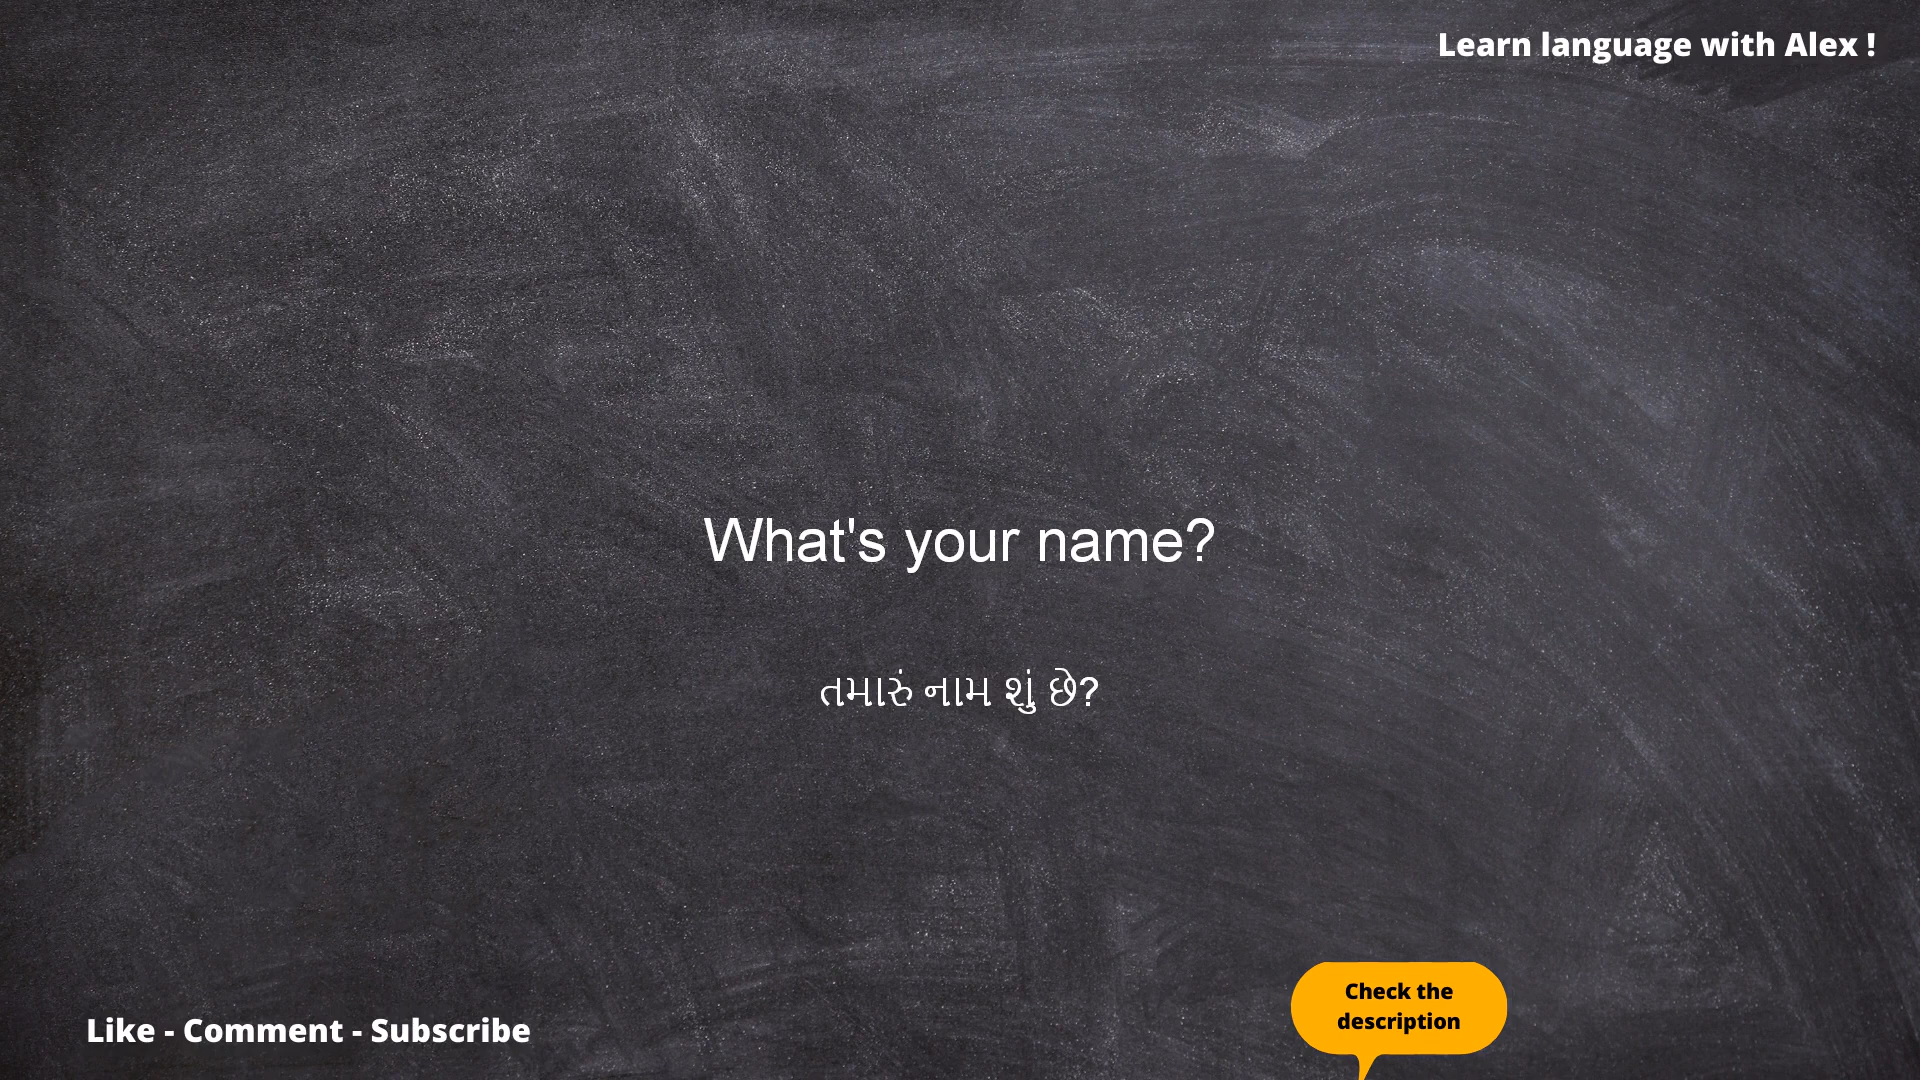 Learn language with Alex !
What's your name?
તમારું નામ શું છે?
Check the
description
Like - Comment - Subscribe